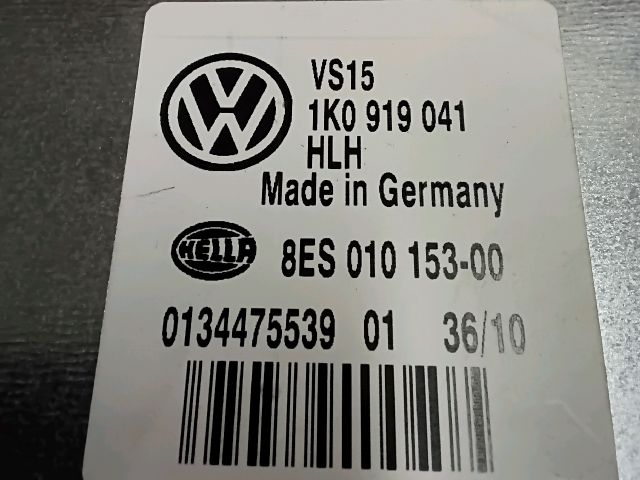 VS15
1K0 919 041
HLH
Made in Germany
HELLA
8ES 010 153-00
0134475539 01 36/10